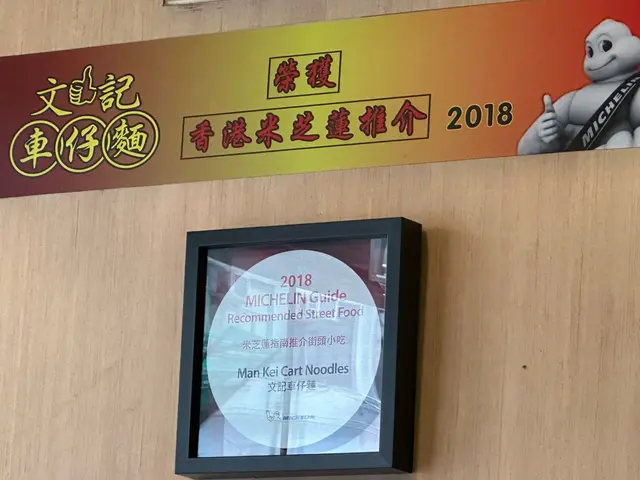 文記
車仔麵
榮獲
香港米芝蓮推介 2018
MICHELIN
2018
MICHELIN Guide
Recommended Street Food
米芝蓮指南推介街頭小吃
Man Kei Cart Noodles
文記車仔麵